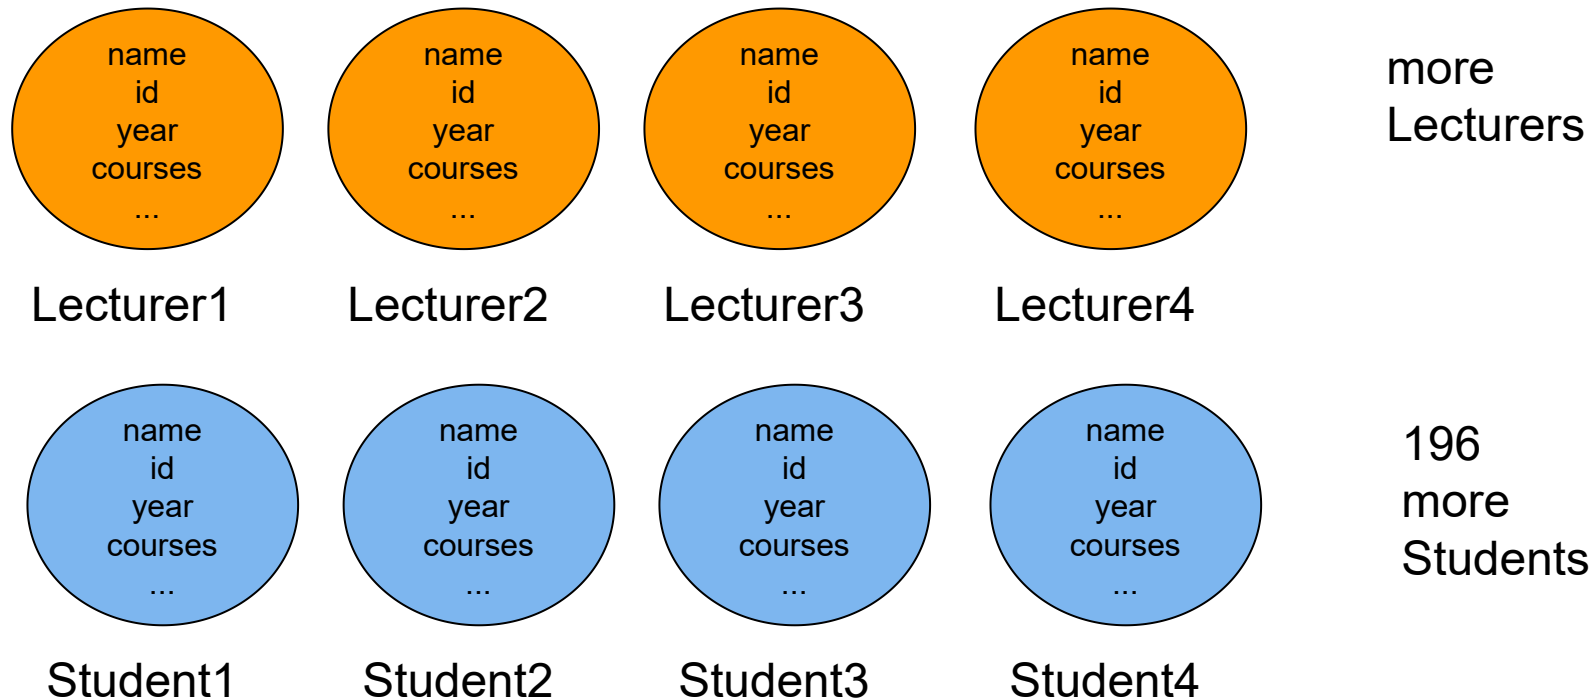 name
id
year
courses
...
name
id
year
courses
...
name
id
year
courses
...
name
id
year
courses
...
more
Lecturers
Lecturer1
Lecturer2
Lecturer3
Lecturer4
name
id
year
courses
...
name
id
year
courses
...
name
id
year
courses
...
name
id
year
courses
...
196
more
Students
Student1
Student2
Student3
Student4